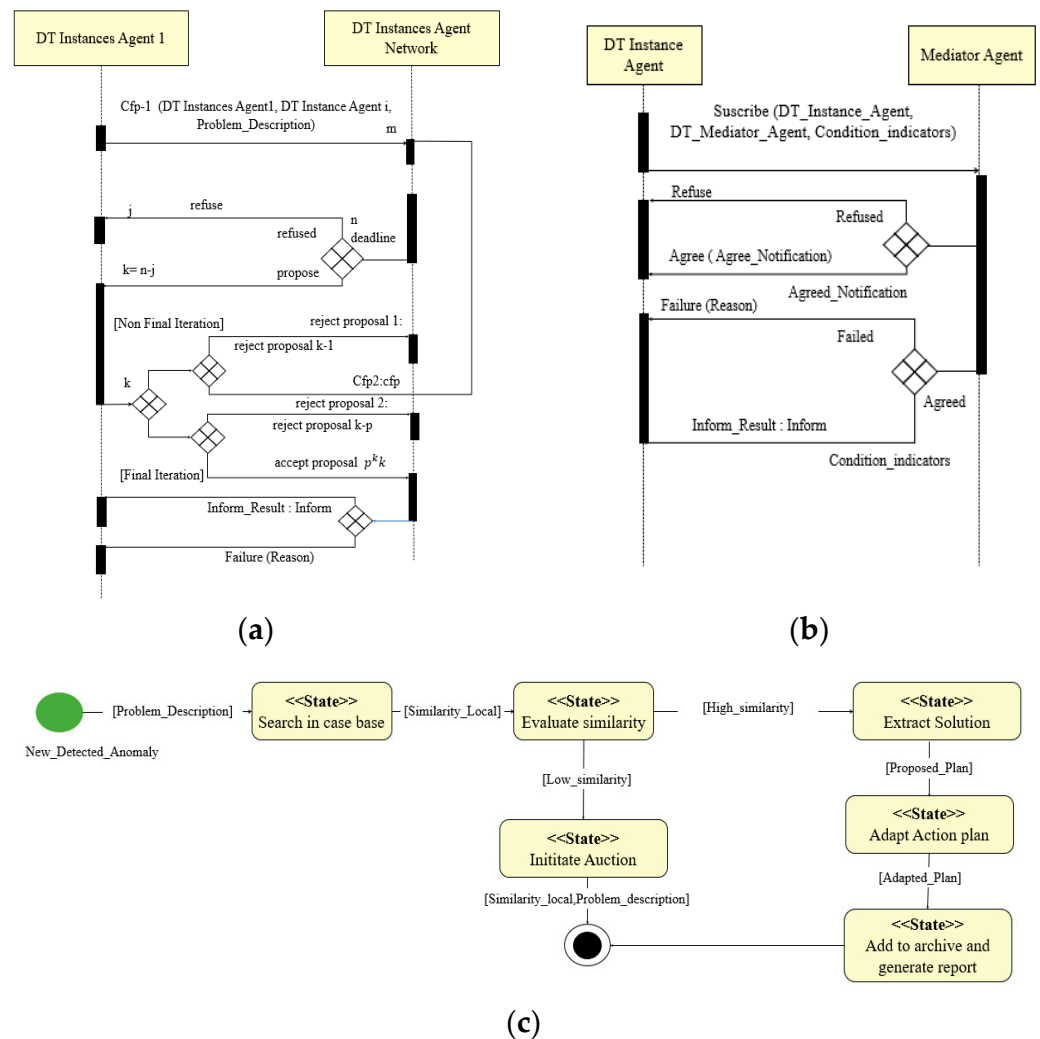 DT Instances Agent 1
DT Instances Agent
Network
Cfp-1 (DT Instances Agent1, DT Instance Agent i,
Problem_Description)
m
j
refuse
n
refused
deadline
k= n-j
propose
[Non Final Iteration]
reject proposal 1:
reject proposal k-1
k
Cfp2:cfp
reject proposal 2:
reject proposal k-p
[Final Iteration]
accept proposal p^k k
Inform_Result : Inform
Failure (Reason)
(a)
DT Instance
Agent
Mediator Agent
Suscribe (DT_Instance_Agent,
DT_Mediator_Agent, Condition_indicators)
Refuse
Refused
Agree ( Agree_Notification)
Agreed_Notification
Failure (Reason)
Failed
Agreed
Inform_Result : Inform
Condition_indicators
(b)
New_Detected_Anomaly
[Problem_Description]
<<State>>
Search in case base
[Similarity_Local]
<<State>>
Evaluate similarity
[High_similarity]
<<State>>
Extract Solution
[Low_similarity]
[Proposed_Plan]
<<State>>
Inititate Auction
<<State>>
Adapt Action plan
[Similarity_local,Problem_description]
[Adapted_Plan]
<<State>>
Add to archive and
generate report
(c)